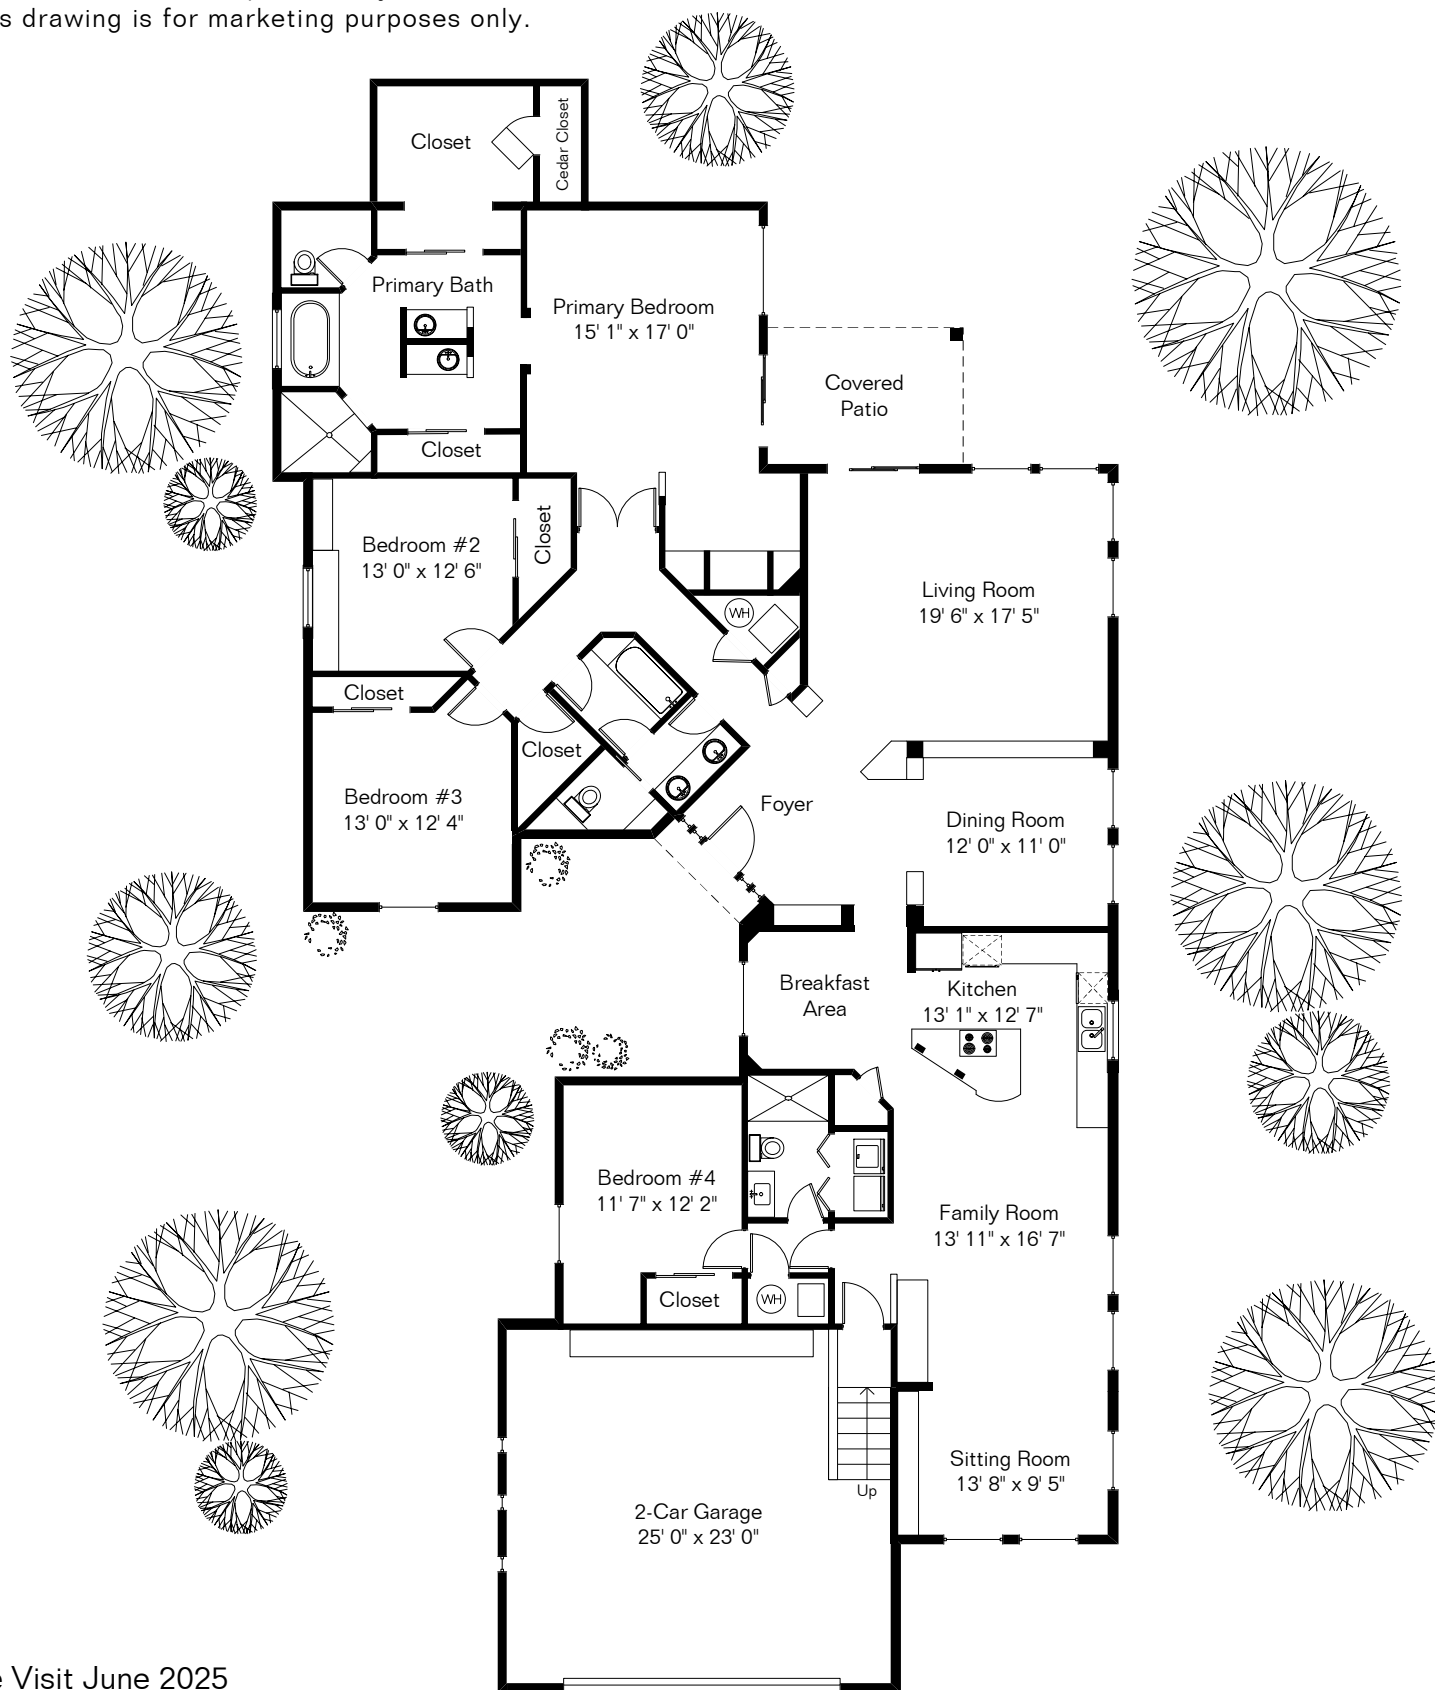 s drawing is for marketing purposes only.
Closet
Cedar Closet
Primary Bath
Primary Bedroom
15' 1" x 17' 0"
Covered
Patio
Closet
Bedroom #2
13' 0" x 12' 6"
Closet
Living Room
19' 6" x 17' 5"
WH
Closet
Closet
Bedroom #3
13' 0" x 12' 4"
Foyer
Dining Room
12' 0" x 11' 0"
Breakfast
Area
Kitchen
13' 1" x 12' 7"
Bedroom #4
11' 7" x 12' 2"
Family Room
13' 11" x 16' 7"
Closet
WH
Sitting Room
13' 8" x 9' 5"
Up
2-Car Garage
25' 0" x 23' 0"
e Visit June 2025